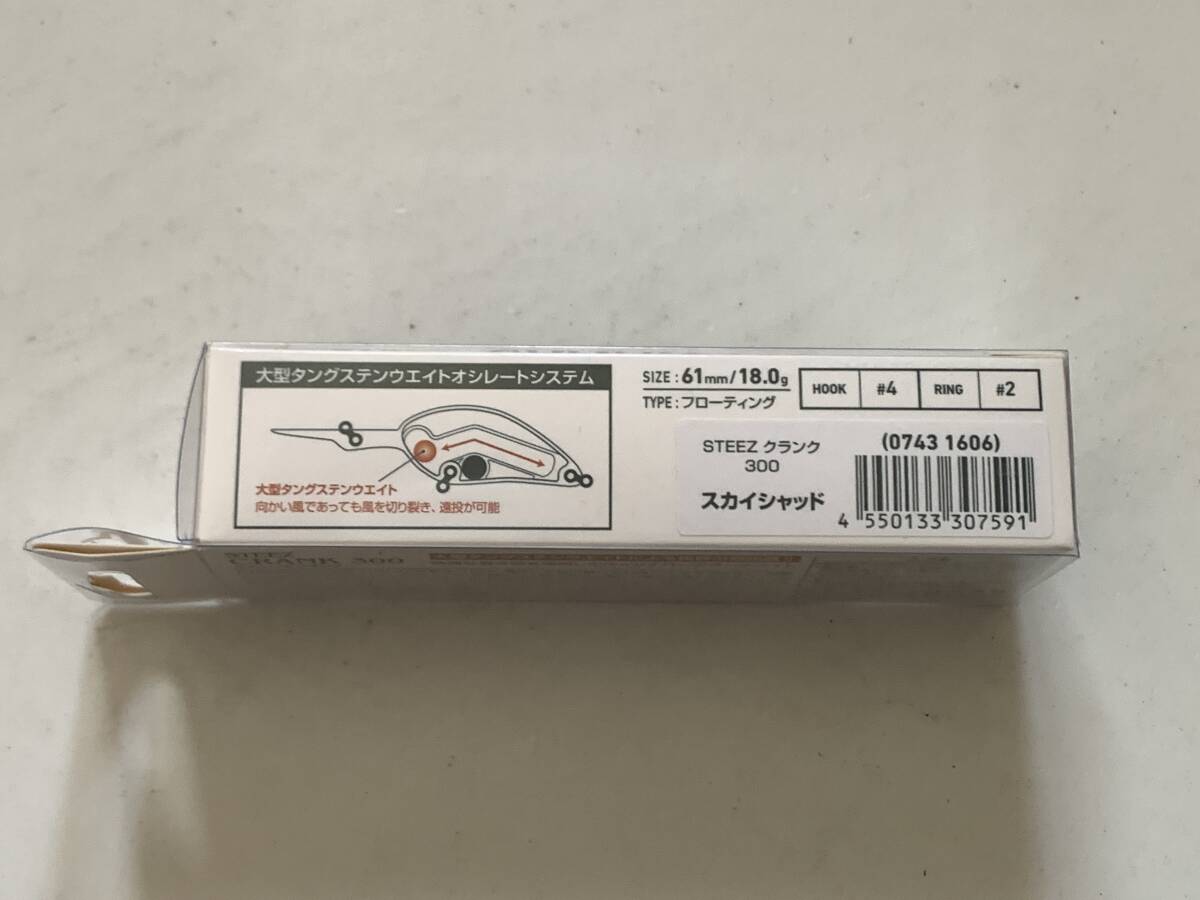 大型タングステンウエイトオシレートシステム
大型タングステンウエイト
向かい風であっても風を切り裂き、遠投が可能
SIZE : 61mm/18.0g
TYPE : フローティング
HOOK #4 RING #2
STEEZ クランク
300
スカイシャッド
(0743 1606)
4 550133 307591
STEEZ
CRANK 300